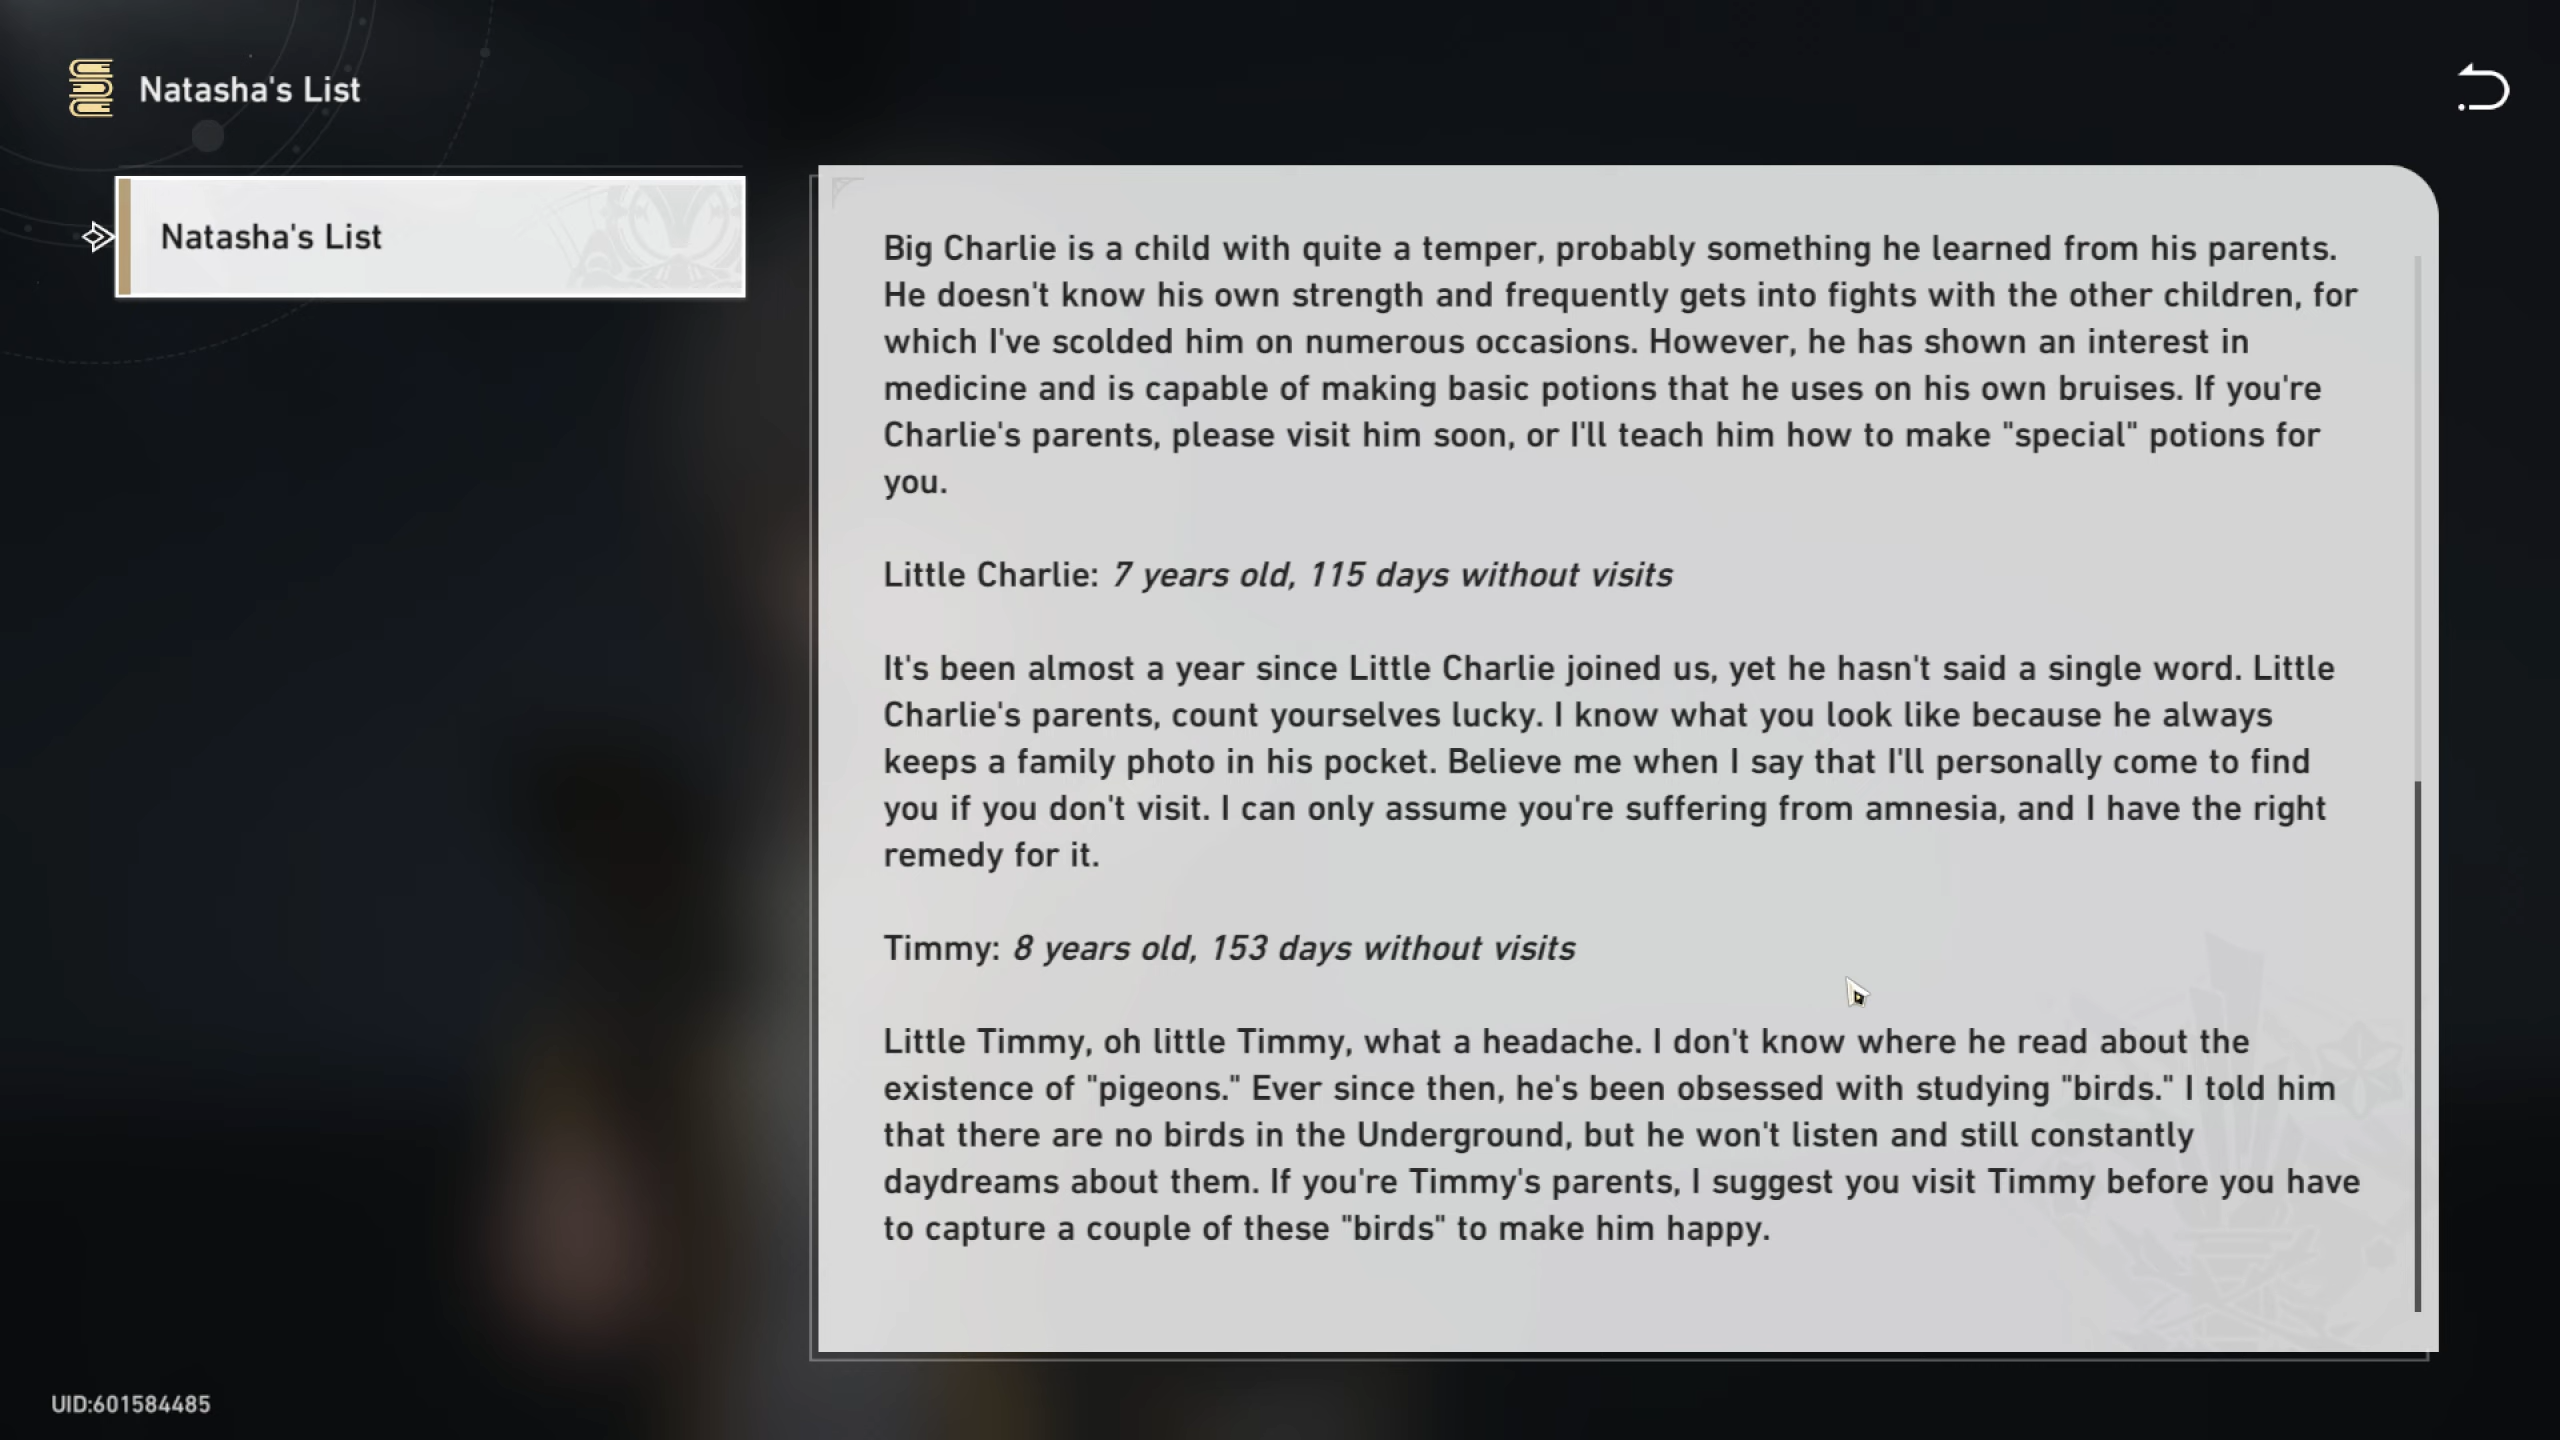 Natasha's List
Natasha's List
Big Charlie is a child with quite a temper, probably something he learned from his parents.
He doesn't know his own strength and frequently gets into fights with the other children, for
which I've scolded him on numerous occasions. However, he has shown an interest in
medicine and is capable of making basic potions that he uses on his own bruises. If you're
Charlie's parents, please visit him soon, or I'll teach him how to make "special" potions for
you.
Little Charlie: 7 years old, 115 days without visits
It's been almost a year since Little Charlie joined us, yet he hasn't said a single word. Little
Charlie's parents, count yourselves lucky. I know what you look like because he always
keeps a family photo in his pocket. Believe me when I say that I'll personally come to find
you if you don't visit. I can only assume you're suffering from amnesia, and I have the right
remedy for it.
Timmy: 8 years old, 153 days without visits
Little Timmy, oh little Timmy, what a headache. I don't know where he read about the
existence of "pigeons." Ever since then, he's been obsessed with studying "birds." I told him
that there are no birds in the Underground, but he won't listen and still constantly
daydreams about them. If you're Timmy's parents, I suggest you visit Timmy before you have
to capture a couple of these "birds" to make him happy.
UID:601584485